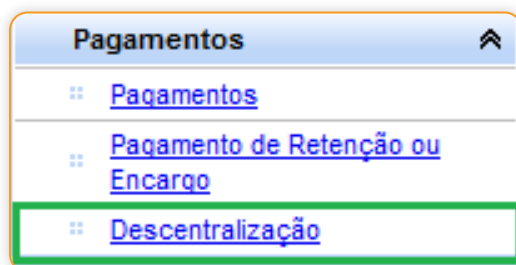 Pagamentos
Pagamentos
Pagamento de Retenção ou
Encargo
Descentralização